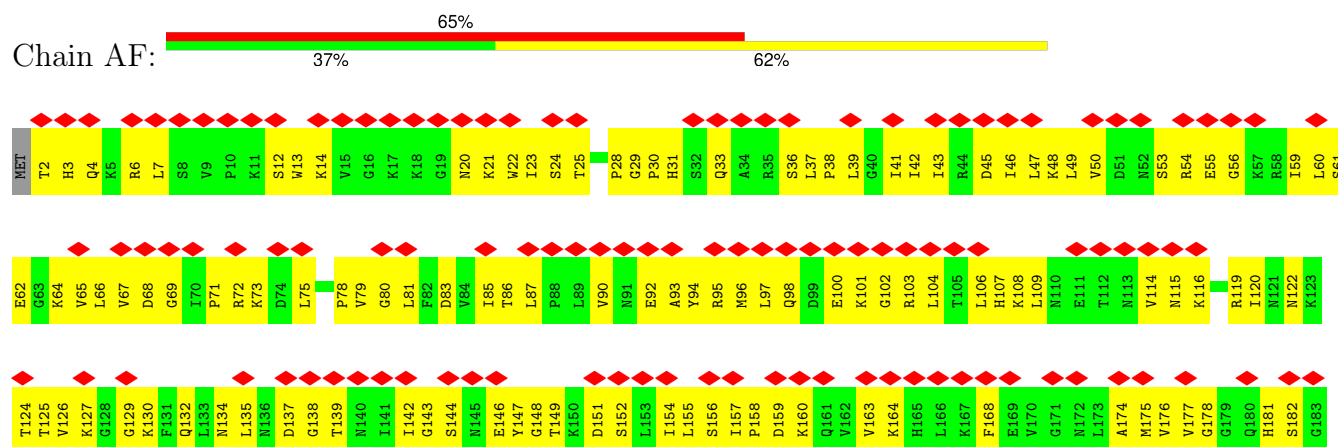 65%
Chain AF:
37% 62%
MET T2 H3 Q4 K5 R6 L7 S8 V9 P10 K11 S12 W13 K14 V15 G16 K17 K18 G19 N20 K21 W22 I23 S24 T25 P28 G29 P30 H31 S32 Q33 A34 R35 S36 L37 P38 L39 G40 I41 I42 I43 R44 D45 I46 L47 K48 L49 V50 D51 N52 S53 R54 E55 G56 K57 R58 I59 L60 S61
E62 G63 K64 V65 L66 V67 D68 G69 I70 P71 R72 K73 D74 L75 P78 V79 G80 L81 F82 D83 V84 I85 T86 L87 P88 L89 V90 N91 E92 A93 Y94 R95 M96 L97 Q98 D99 E100 K101 G102 R103 L104 T105 L106 H107 K108 L109 N110 E111 T112 N113 V114 N115 K116 R119 I120 N121 N122 K123
T124 T125 V126 K127 G128 G129 K130 F131 Q132 L133 N134 L135 N136 D137 G138 T139 N140 I141 I142 G143 S144 N145 E146 Y147 G148 T149 K150 D151 S152 L153 I154 L155 S156 I157 P158 D159 K160 Q161 V162 V163 K164 H165 L166 K167 F168 E169 V170 G171 N172 L173 A174 M175 V176 V177 G178 G179 Q180 H181 S182 G183